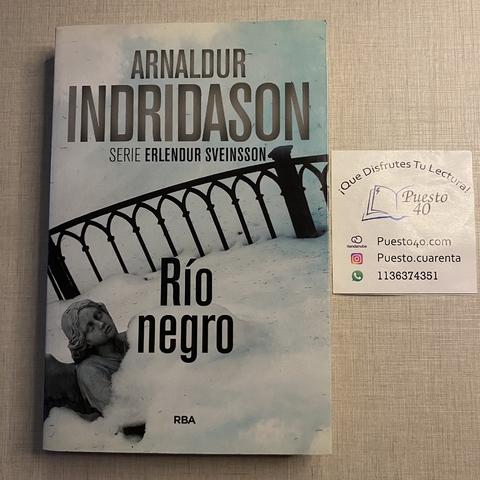 ARNALDUR
INDRIDASON
SERIE ERLENDUR SVEINSSON
Río
negro
RBA
¡Que Disfrutes Tu Lectura!
Puesto
40
tiendanube
Puesto40.com
Puesto.cuarenta
1136374351